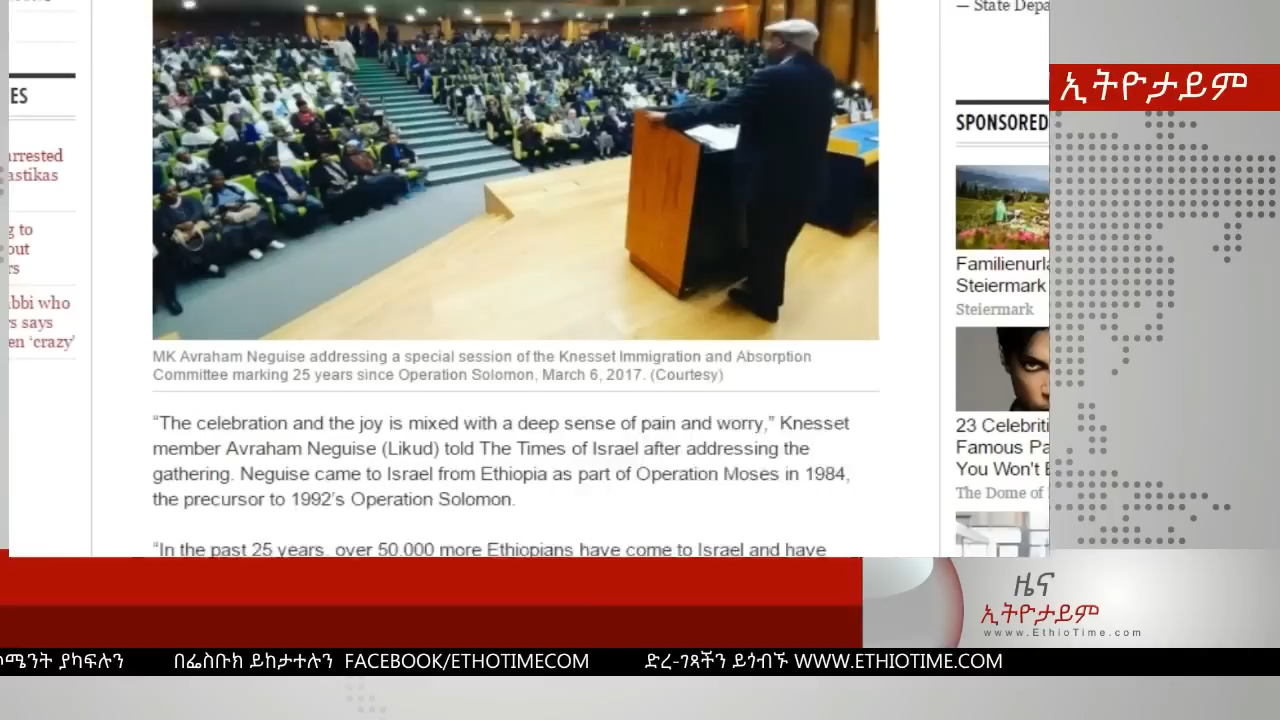 — State Depa
ES
arrested
astikas
g to
out
rs
bbi who
s says
en ‘crazy’
MK Avraham Neguise addressing a special session of the Knesset Immigration and Absorption
Committee marking 25 years since Operation Solomon, March 6, 2017. (Courtesy)
“The celebration and the joy is mixed with a deep sense of pain and worry,” Knesset
member Avraham Neguise (Likud) told The Times of Israel after addressing the
gathering. Neguise came to Israel from Ethiopia as part of Operation Moses in 1984,
the precursor to 1992’s Operation Solomon.
“In the past 25 years, over 50,000 more Ethiopians have come to Israel and have
SPONSORED
Familienurla
Steiermark
Steiermark
23 Celebriti
Famous Pa
You Won't E
The Dome of
ኢትዮታይም
ዜና
ኢትዮታይም
www.EthioTime.com
ኮሜንት ያካፍሉን በፌስቡክ ይከታተሉን FACEBOOK/ETHOTIMECOM ድረ-ገጻችን ይጎብኙ WWW.ETHIOTIME.COM